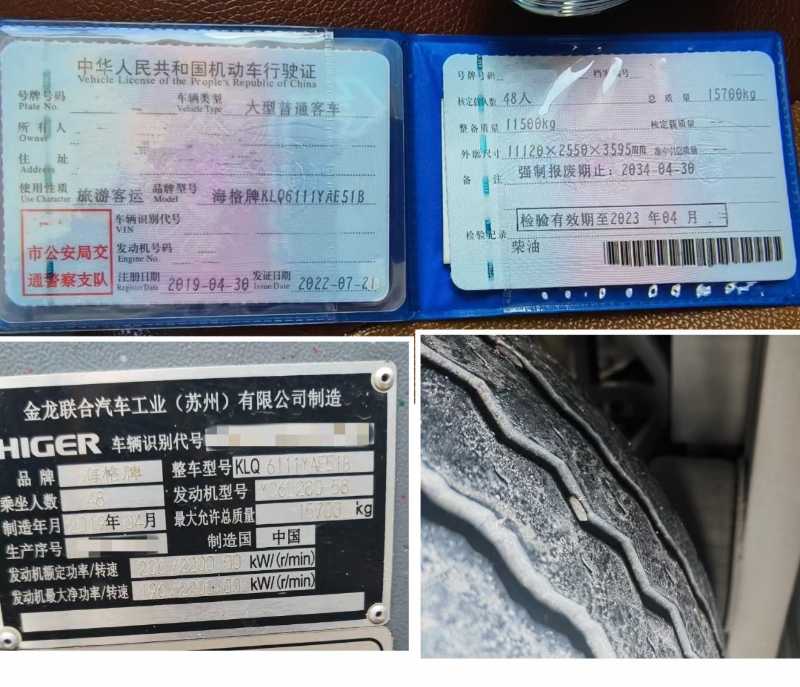 中华人民共和国机动车行驶证
Vehicle License of the People's Republic of China
号牌号码
Plate No.
车辆类型
Vehicle Type
大型普通客车
所有人
Owner
住址
Address
使用性质
Use Character
旅游客运
品牌型号
Model
海格牌KLQ6111YAE51B
车辆识别代号
VIN
发动机号码
Engine No.
市公安局交
通警察支队
注册日期
Register Date
2019-04-30
发证日期
Issue Date
2022-07-21
号牌号码
核定载人数 48人
总质量 15700kg
整备质量 11500kg
核定载质量
外廓尺寸 11120×2550×3595mm
备注
强制报废期止：2034-04-30
检验有效期至2023 年04月
检验记录
柴油
金龙联合汽车工业（苏州）有限公司制造
HIGER 车辆识别代号
品牌 海格牌
整车型号 KLQ 6111YAE51B
乘坐人数 48
发动机型号
制造年月 年04月
最大允许总质量 15700 kg
生产序号
制造国 中国
发动机额定功率/转速 kW/(r/min)
发动机最大净功率/转速 kW/(r/min)